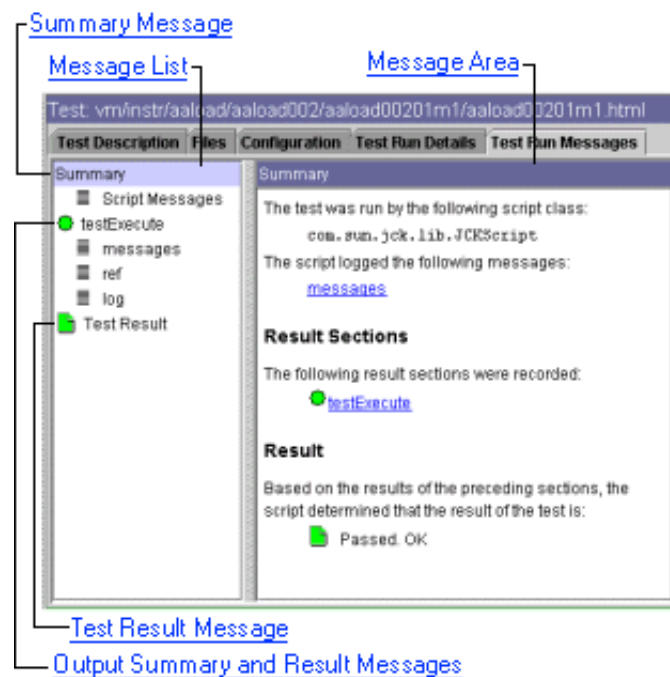 Summary Message
Message List
Message Area
Test: vm/instr/aaload/aaload002/aaload00201m1/aaload00201m1.html
Test Description Files Configuration Test Run Details Test Run Messages
Summary
Script Messages
testExecute
messages
ref
log
Test Result
Summary
The test was run by the following script class:
com.sun.jck.lib.JCKScript
The script logged the following messages:
messages
Result Sections
The following result sections were recorded:
testExecute
Result
Based on the results of the preceding sections, the
script determined that the result of the test is:
Passed. OK
Test Result Message
Output Summary and Result Messages